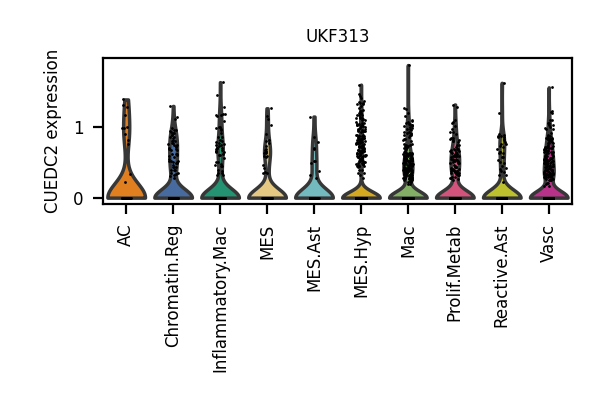 UKF313
CUEDC2 expression
1
0
AC
Chromatin.Reg
Inflammatory.Mac
MES
MES.Ast
MES.Hyp
Mac
Prolif.Metab
Reactive.Ast
Vasc